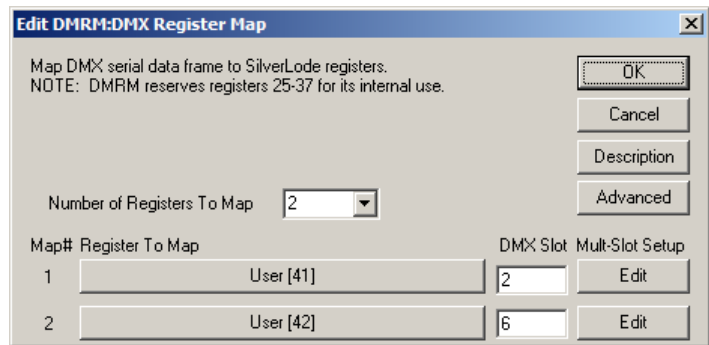 Edit DMRM:DMX Register Map
Map DMX serial data frame to SilverLode registers.
NOTE:  DMRM reserves registers 25-37 for its internal use.
OK
Cancel
Description
Advanced
Number of Registers To Map 2
Map# Register To Map DMX Slot Mult-Slot Setup
1 User [41] 2 Edit
2 User [42] 6 Edit